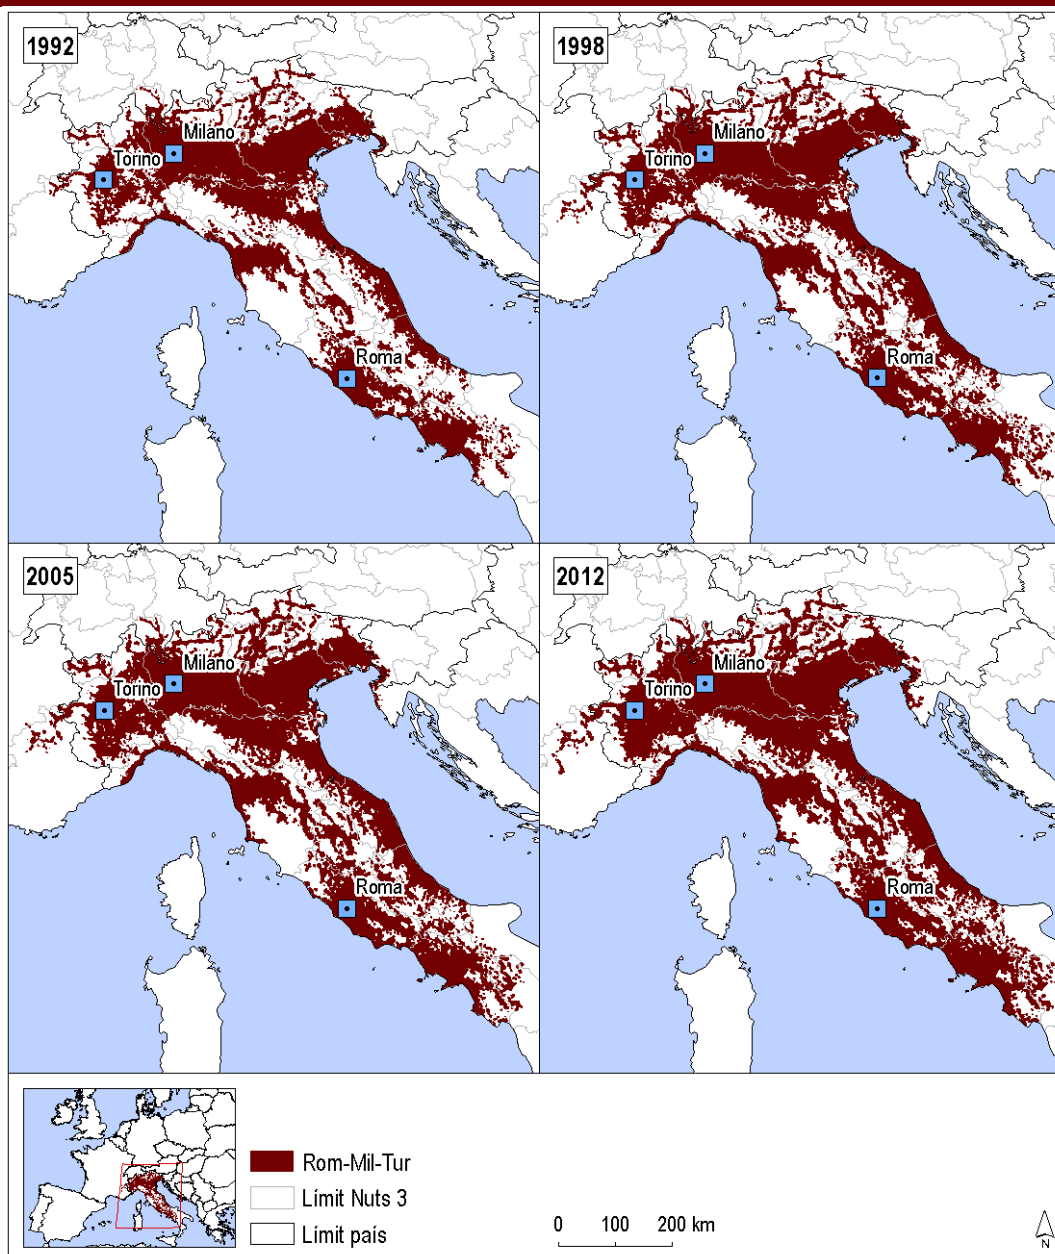 1992
Milano
Torino
Roma
1998
Milano
Torino
Roma
2005
Milano
Torino
Roma
2012
Milano
Torino
Roma
Rom-Mil-Tur
Límit Nuts 3
Límit país
0 100 200 km
N